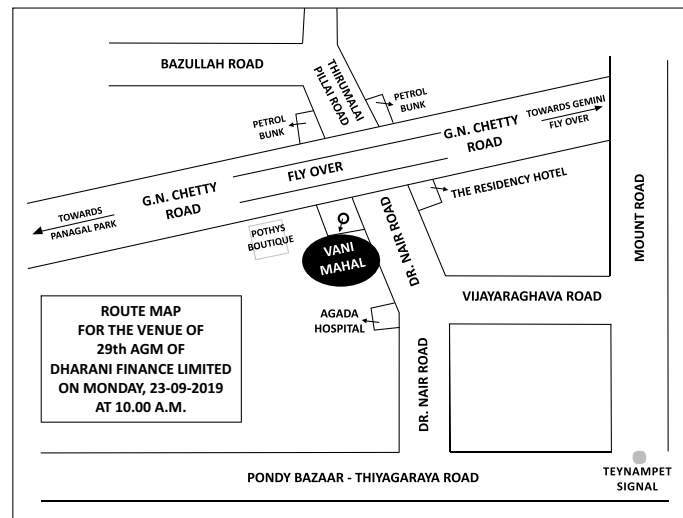 BAZULLAH ROAD
THIRUMALAI
PILLAI ROAD
PETROL
BUNK
PETROL
BUNK
TOWARDS GEMINI
FLY OVER
G.N. CHETTY
ROAD
FLY OVER
G.N. CHETTY
ROAD
TOWARDS
PANAGAL PARK
THE RESIDENCY HOTEL
MOUNT ROAD
POTHYS
BOUTIQUE
VANI
MAHAL
DR. NAIR ROAD
VIJAYARAGHAVA ROAD
AGADA
HOSPITAL
ROUTE MAP
FOR THE VENUE OF
29th AGM OF
DHARANI FINANCE LIMITED
ON MONDAY, 23-09-2019
AT 10.00 A.M.
DR. NAIR ROAD
PONDY BAZAAR - THIYAGARAYA ROAD
TEYNAMPET
SIGNAL